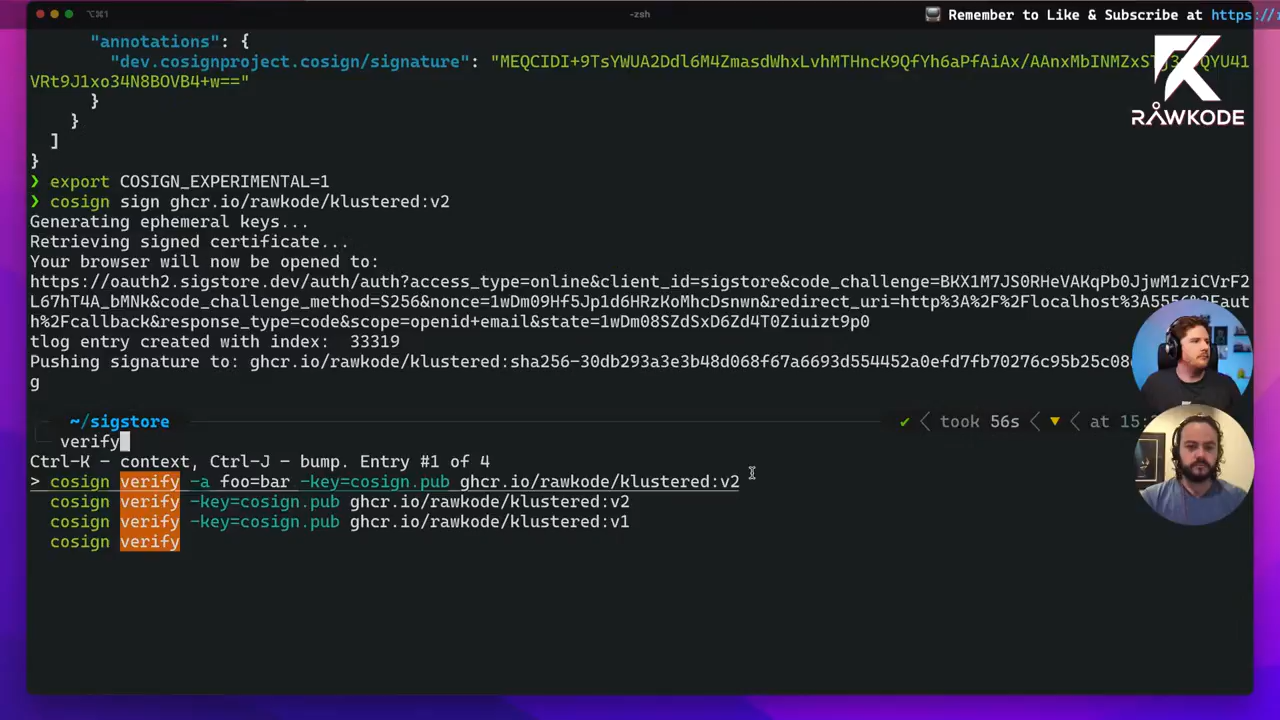 ⌥⌘1
-zsh
Remember to Like & Subscribe at https://
RAWKODE
"annotations": {
"dev.cosignproject.cosign/signature": "MEQCIDI+9TsYWUA2Ddl6M4ZmasdWhxLvhMTHncK9QfYh6aPfAiAx/AAnxMbINMZxS
VRt9J1xo34N8BOVB4+w=="
}
}
]
}
❯ export COSIGN_EXPERIMENTAL=1
❯ cosign sign ghcr.io/rawkode/klustered:v2
Generating ephemeral keys...
Retrieving signed certificate...
Your browser will now be opened to:
https://oauth2.sigstore.dev/auth/auth?access_type=online&client_id=sigstore&code_challenge=BKX1M7JS0RHeVAKqPb0JjwM1ziCVrF2
L67hT4A_bMNk&code_challenge_method=S256&nonce=1wDm09Hf5Jp1d6HRzKoMhcDsnwn&redirect_uri=http%3A%2F%2Flocalhost%3A5556%2Faut
h%2Fcallback&response_type=code&scope=openid+email&state=1wDm08SZdSxD6Zd4T0Ziuizt9p0
tlog entry created with index: 33319
Pushing signature to: ghcr.io/rawkode/klustered:sha256-30db293a3e3b48d068f67a6693d554452a0efd7fb70276c95b25c08
g
~/sigstore ✔ took 56s at 15:
verify
Ctrl-K – context, Ctrl-J – bump. Entry #1 of 4
> cosign verify -a foo=bar -key=cosign.pub ghcr.io/rawkode/klustered:v2
cosign verify -key=cosign.pub ghcr.io/rawkode/klustered:v2
cosign verify -key=cosign.pub ghcr.io/rawkode/klustered:v1
cosign verify